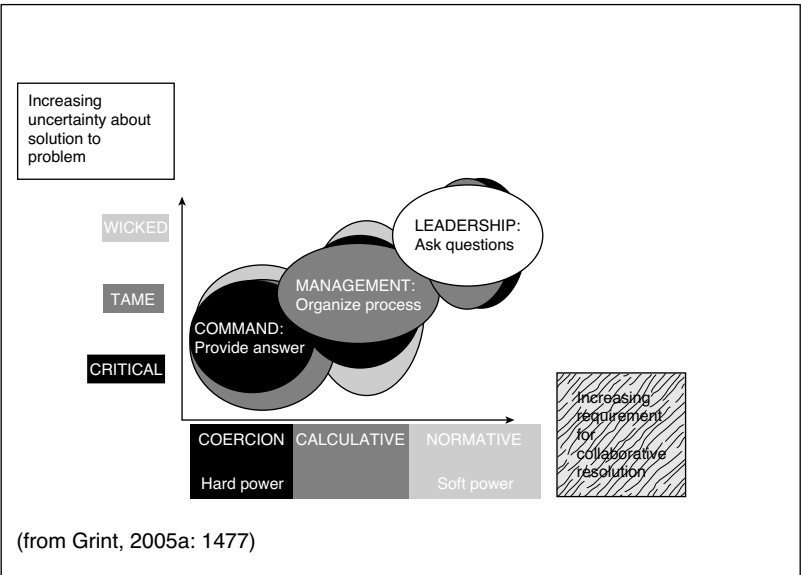 Increasing
uncertainty about
solution to
problem
WICKED
LEADERSHIP:
Ask questions
TAME
MANAGEMENT:
Organize process
COMMAND:
Provide answer
CRITICAL
COERCION
CALCULATIVE
NORMATIVE
Hard power
Soft power
Increasing
requirement
for
collaborative
resolution
(from Grint, 2005a: 1477)